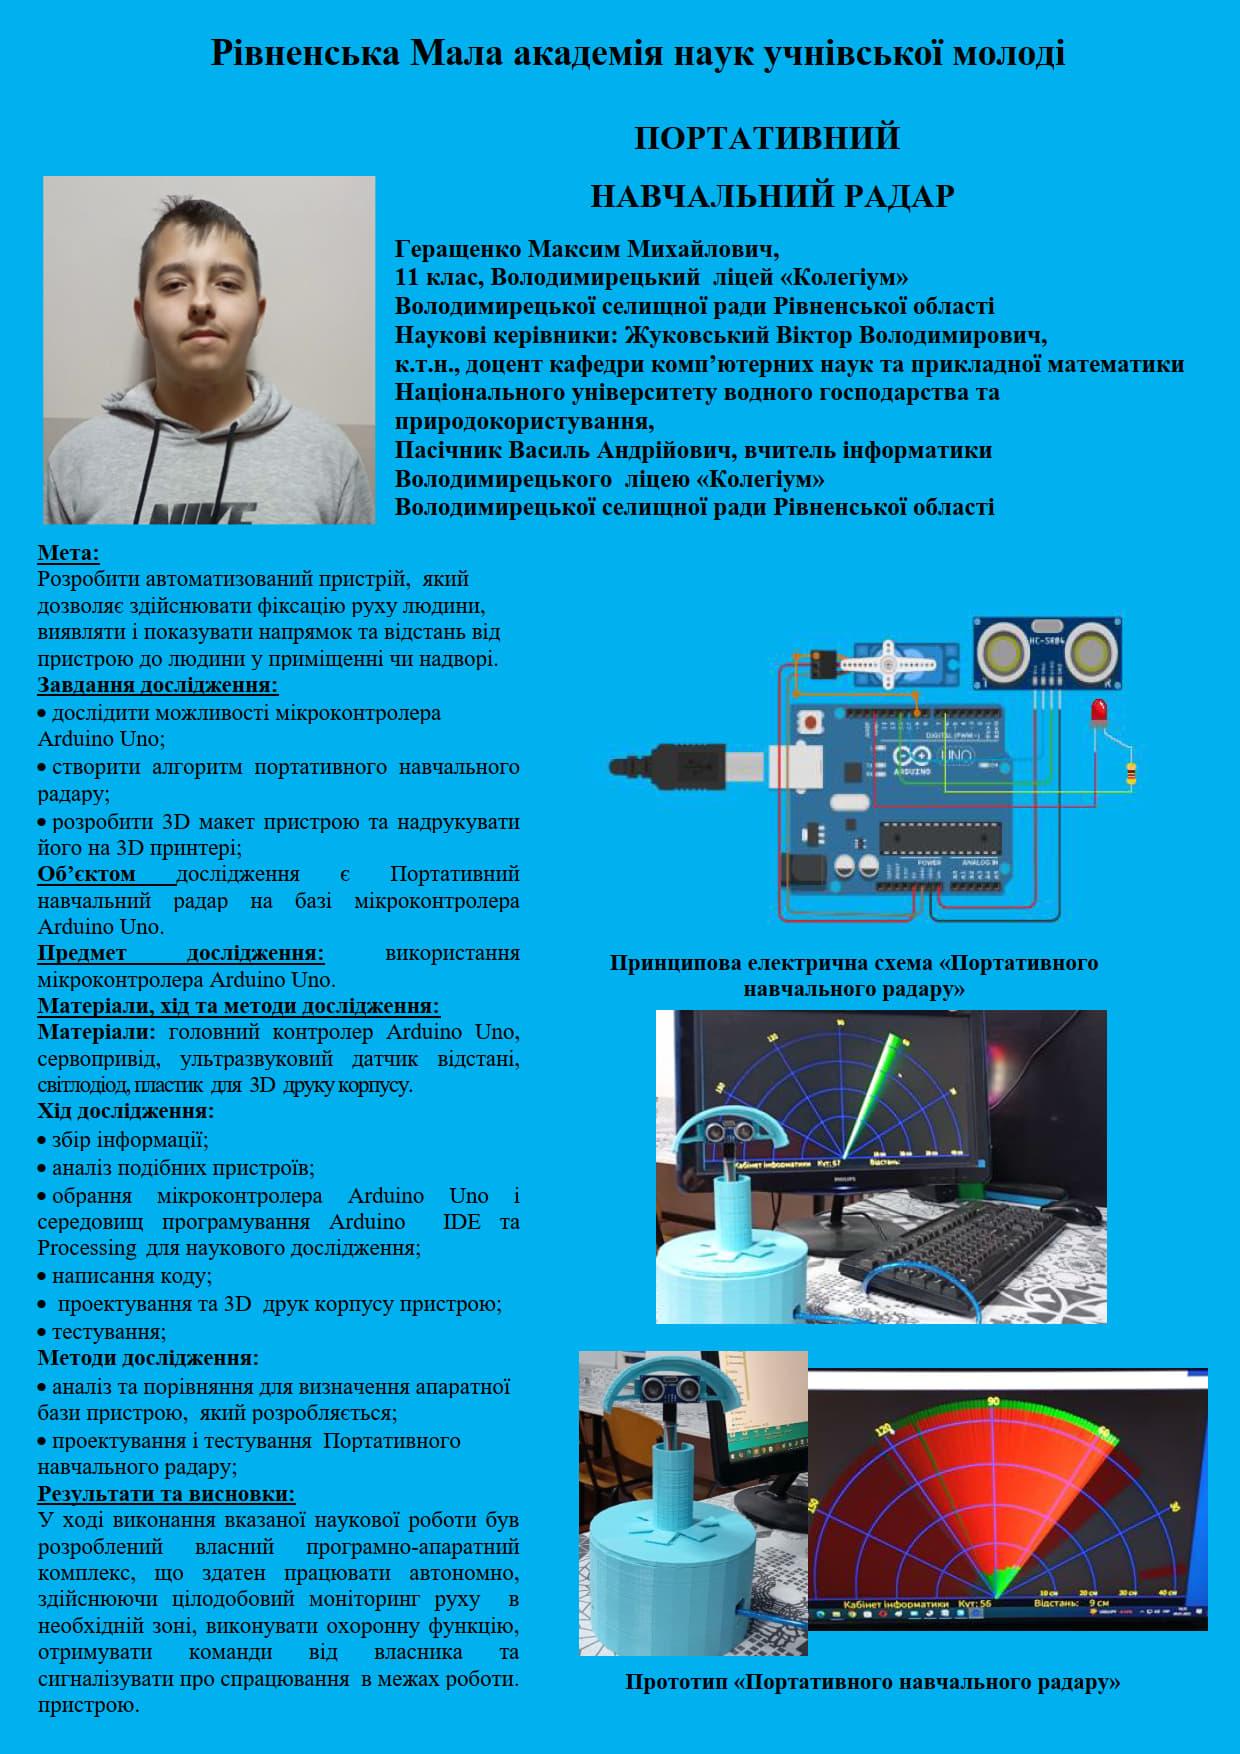 Рівненська Мала академія наук учнівської молоді
ПОРТАТИВНИЙ
НАВЧАЛЬНИЙ РАДАР
Геращенко Максим Михайлович,
11 клас, Володимирецький ліцей «Колегіум»
Володимирецької селищної ради Рівненської області
Наукові керівники: Жуковський Віктор Володимирович,
к.т.н., доцент кафедри комп’ютерних наук та прикладної математики
Національного університету водного господарства та
природокористування,
Пасічник Василь Андрійович, вчитель інформатики
Володимирецького ліцею «Колегіум»
Володимирецької селищної ради Рівненської області
NIKE
Мета:
Розробити автоматизований пристрій, який
дозволяє здійснювати фіксацію руху людини,
виявляти і показувати напрямок та відстань від
пристрою до людини у приміщенні чи надворі.
Завдання дослідження:
• дослідити можливості мікроконтролера
Arduino Uno;
• створити алгоритм портативного навчального
радару;
• розробити 3D макет пристрою та надрукувати
його на 3D принтері;
Об’єктом дослідження є Портативний
навчальний радар на базі мікроконтролера
Arduino Uno.
Предмет дослідження: використання
мікроконтролера Arduino Uno.
Матеріали, хід та методи дослідження:
Матеріали: головний контролер Arduino Uno,
сервопривід, ультразвуковий датчик відстані,
світлодіод, пластик для 3D друку корпусу.
Хід дослідження:
• збір інформації;
• аналіз подібних пристроїв;
• обрання мікроконтролера Arduino Uno і
середовищ програмування Arduino IDE та
Processing для наукового дослідження;
• написання коду;
• проектування та 3D друк корпусу пристрою;
• тестування;
Методи дослідження:
• аналіз та порівняння для визначення апаратної
бази пристрою, який розробляється;
• проектування і тестування Портативного
навчального радару;
Результати та висновки:
У ході виконання вказаної наукової роботи був
розроблений власний програмно-апаратний
комплекс, що здатен працювати автономно,
здійснюючи цілодобовий моніторинг руху в
необхідній зоні, виконувати охоронну функцію,
отримувати команди від власника та
сигналізувати про спрацювання в межах роботи.
пристрою.
HC-SR04
T R
DIGITAL (PWM~)
UNO
ARDUINO
POWER ANALOG IN
Принципова електрична схема «Портативного
навчального радару»
90
Кабінет інформатики Кут: 57 Відстань:
PHILIPS
90
120
60
150
10 см 20 см 30 см 40 см
Кабінет інформатики Кут: 56 Відстань: 9 см
Прототип «Портативного навчального радару»